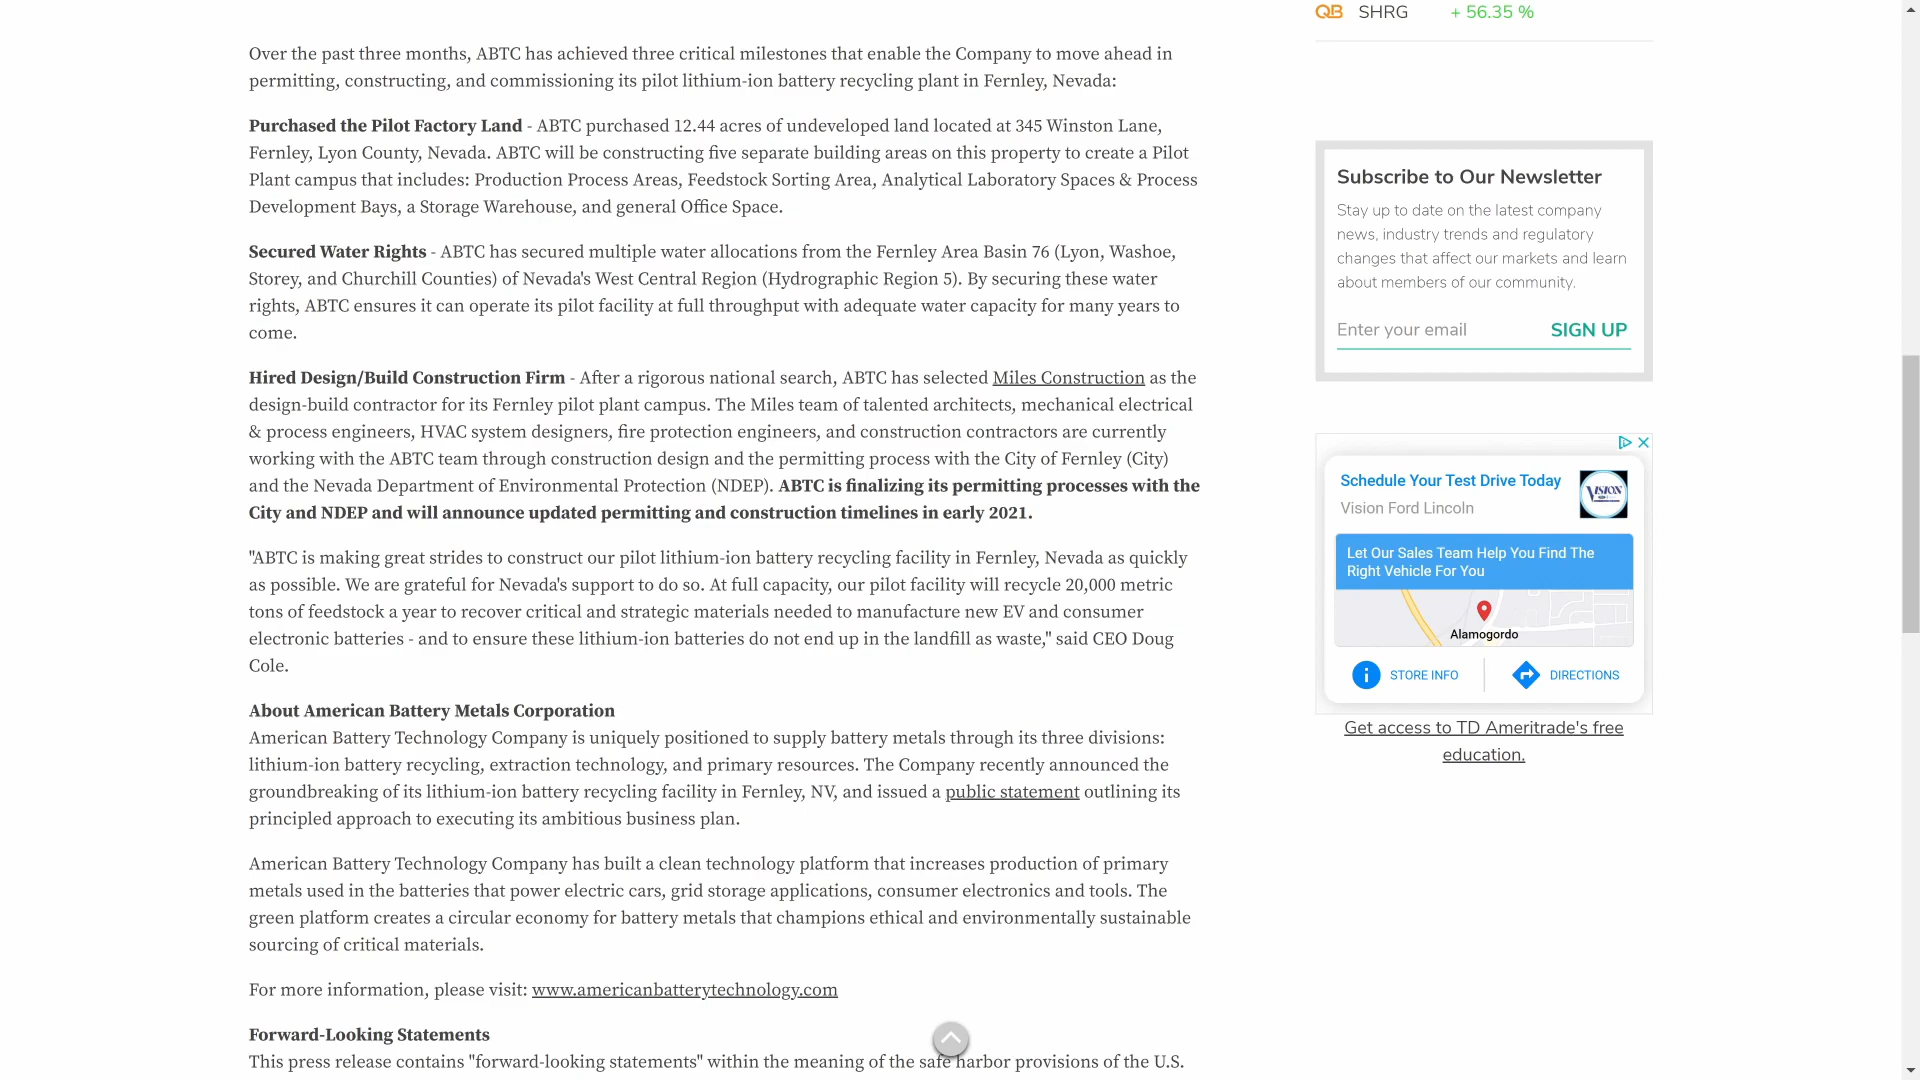 SHRG + 56.35 %
Over the past three months, ABTC has achieved three critical milestones that enable the Company to move ahead in
permitting, constructing, and commissioning its pilot lithium-ion battery recycling plant in Fernley, Nevada:
Purchased the Pilot Factory Land - ABTC purchased 12.44 acres of undeveloped land located at 345 Winston Lane,
Fernley, Lyon County, Nevada. ABTC will be constructing five separate building areas on this property to create a Pilot
Plant campus that includes: Production Process Areas, Feedstock Sorting Area, Analytical Laboratory Spaces & Process
Development Bays, a Storage Warehouse, and general Office Space.
Secured Water Rights - ABTC has secured multiple water allocations from the Fernley Area Basin 76 (Lyon, Washoe,
Storey, and Churchill Counties) of Nevada's West Central Region (Hydrographic Region 5). By securing these water
rights, ABTC ensures it can operate its pilot facility at full throughput with adequate water capacity for many years to
come.
Hired Design/Build Construction Firm - After a rigorous national search, ABTC has selected Miles Construction as the
design-build contractor for its Fernley pilot plant campus. The Miles team of talented architects, mechanical electrical
& process engineers, HVAC system designers, fire protection engineers, and construction contractors are currently
working with the ABTC team through construction design and the permitting process with the City of Fernley (City)
and the Nevada Department of Environmental Protection (NDEP). ABTC is finalizing its permitting processes with the
City and NDEP and will announce updated permitting and construction timelines in early 2021.
"ABTC is making great strides to construct our pilot lithium-ion battery recycling facility in Fernley, Nevada as quickly
as possible. We are grateful for Nevada's support to do so. At full capacity, our pilot facility will recycle 20,000 metric
tons of feedstock a year to recover critical and strategic materials needed to manufacture new EV and consumer
electronic batteries - and to ensure these lithium-ion batteries do not end up in the landfill as waste," said CEO Doug
Cole.
About American Battery Metals Corporation
American Battery Technology Company is uniquely positioned to supply battery metals through its three divisions:
lithium-ion battery recycling, extraction technology, and primary resources. The Company recently announced the
groundbreaking of its lithium-ion battery recycling facility in Fernley, NV, and issued a public statement outlining its
principled approach to executing its ambitious business plan.
American Battery Technology Company has built a clean technology platform that increases production of primary
metals used in the batteries that power electric cars, grid storage applications, consumer electronics and tools. The
green platform creates a circular economy for battery metals that champions ethical and environmentally sustainable
sourcing of critical materials.
For more information, please visit: www.americanbatterytechnology.com
Forward-Looking Statements
This press release contains "forward-looking statements" within the meaning of the safe harbor provisions of the U.S.
QB
Subscribe to Our Newsletter
Stay up to date on the latest company
news, industry trends and regulatory
changes that affect our markets and learn
about members of our community.
Enter your email SIGN UP
Schedule Your Test Drive Today
Vision Ford Lincoln
VISION
Let Our Sales Team Help You Find The
Right Vehicle For You
Alamogordo
STORE INFO DIRECTIONS
Get access to TD Ameritrade's free
education.